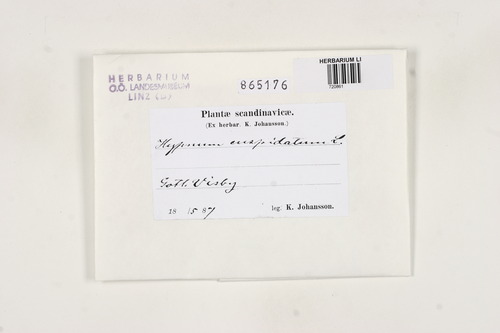 HERBARIUM
O.Ö. LANDESMUSEUM
LINZ
865176
HERBARIUM LI
720861
Plantæ scandinavicæ.
(Ex herbar. K. Johansson.)
Hypnum cuspidatum L.
Gotl. Visby
18 15 87
leg. K. Johansson.